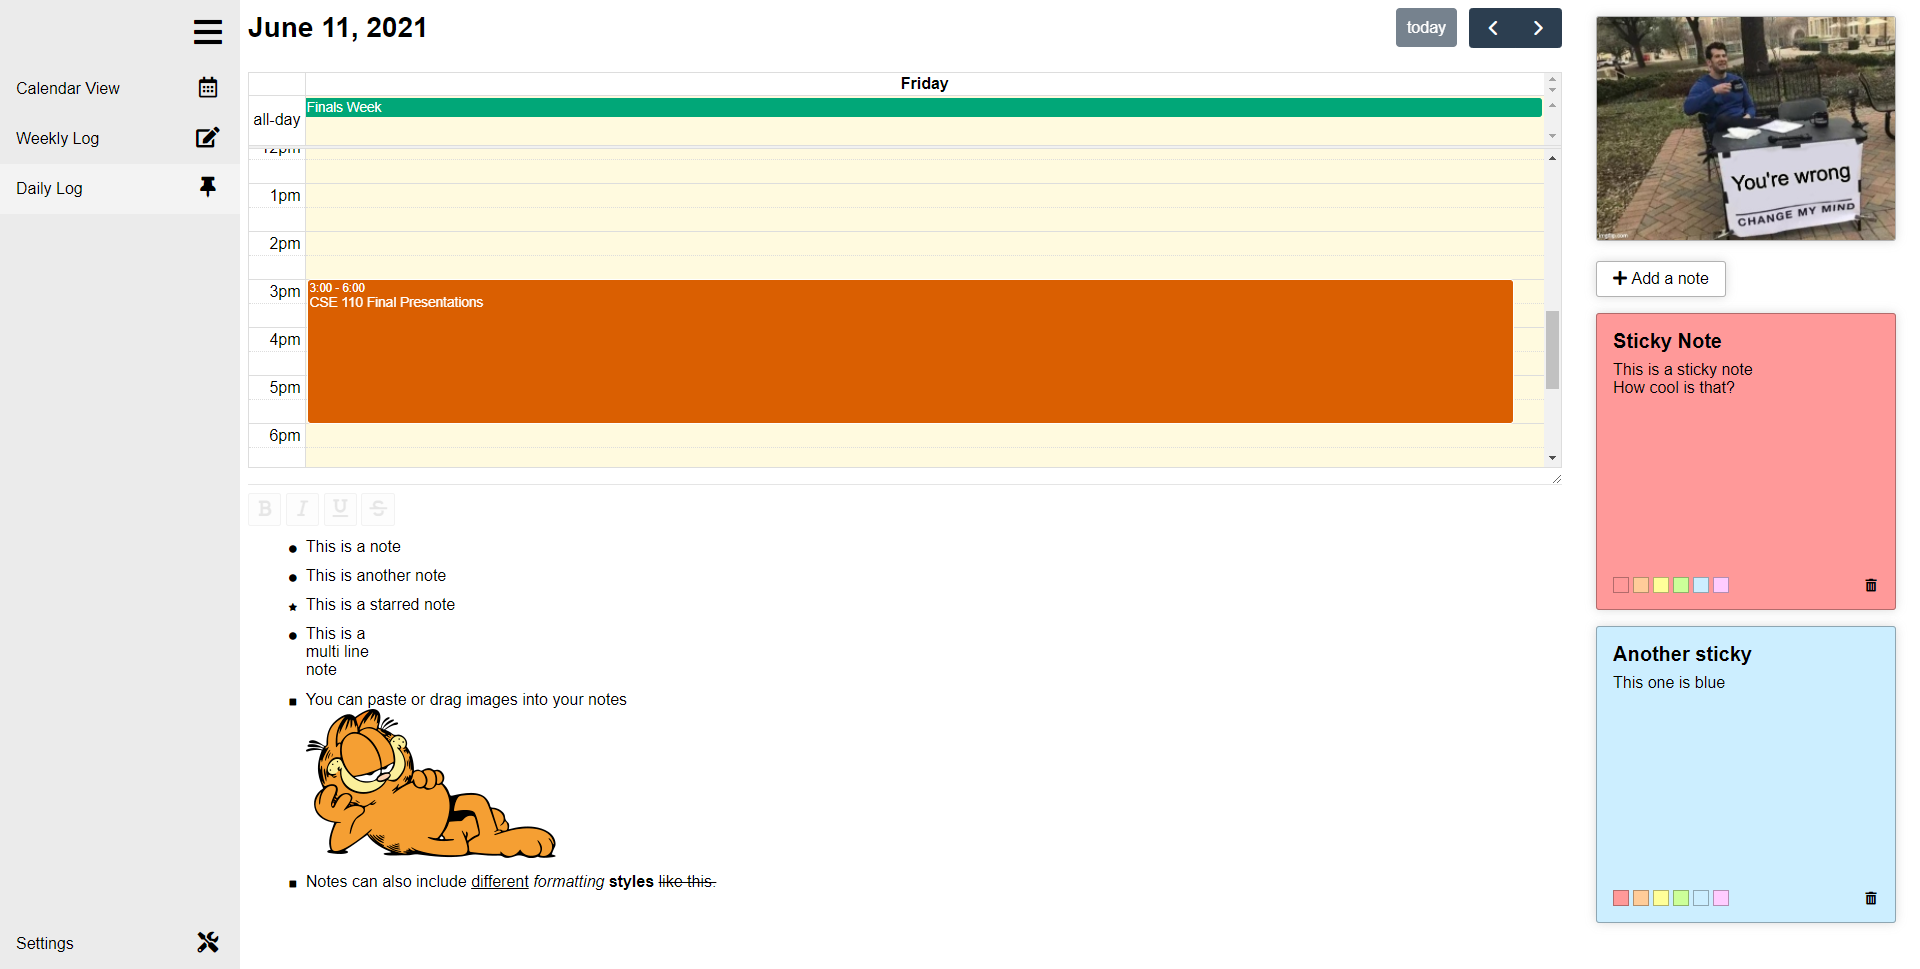 Calendar View
Weekly Log
Daily Log
Settings
June 11, 2021
today
Friday
all-day
Finals Week
12pm
1pm
2pm
3pm
4pm
5pm
6pm
3:00 - 6:00
CSE 110 Final Presentations
B I U S
This is a note
This is another note
This is a starred note
This is a
multi line
note
You can paste or drag images into your notes
Notes can also include different formatting styles like this.
You're wrong
CHANGE MY MIND
imgflip.com
Add a note
Sticky Note
This is a sticky note
How cool is that?
Another sticky
This one is blue